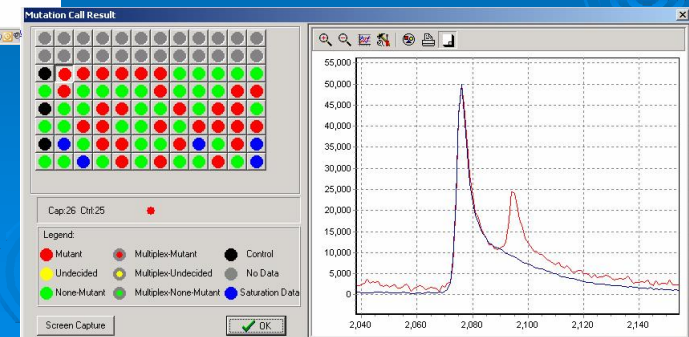 Mutation Call Result
Cap:26 Ctrl:25
Legend:
Mutant Multiplex-Mutant Control
Undecided Multiplex-Undecided No Data
None-Mutant Multiplex-None-Mutant Saturation Data
Screen Capture OK
55,000
50,000
45,000
40,000
35,000
30,000
25,000
20,000
15,000
10,000
5,000
0
2,040 2,060 2,080 2,100 2,120 2,140